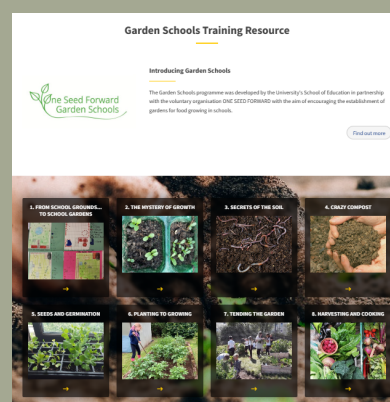 Garden Schools Training Resource
Introducing Garden Schools
The Garden Schools programme was developed by the University's School of Education in partnership
with the voluntary organisation ONE SEED FORWARD with the aim of encouraging the establishment of
gardens for food growing in schools.
One Seed Forward
Garden Schools
Find out more
1. FROM SCHOOL GROUNDS...
TO SCHOOL GARDENS
2. THE MYSTERY OF GROWTH
3. SECRETS OF THE SOIL
4. CRAZY COMPOST
5. SEEDS AND GERMINATION
6. PLANTING TO GROWING
7. TENDING THE GARDEN
8. HARVESTING AND COOKING